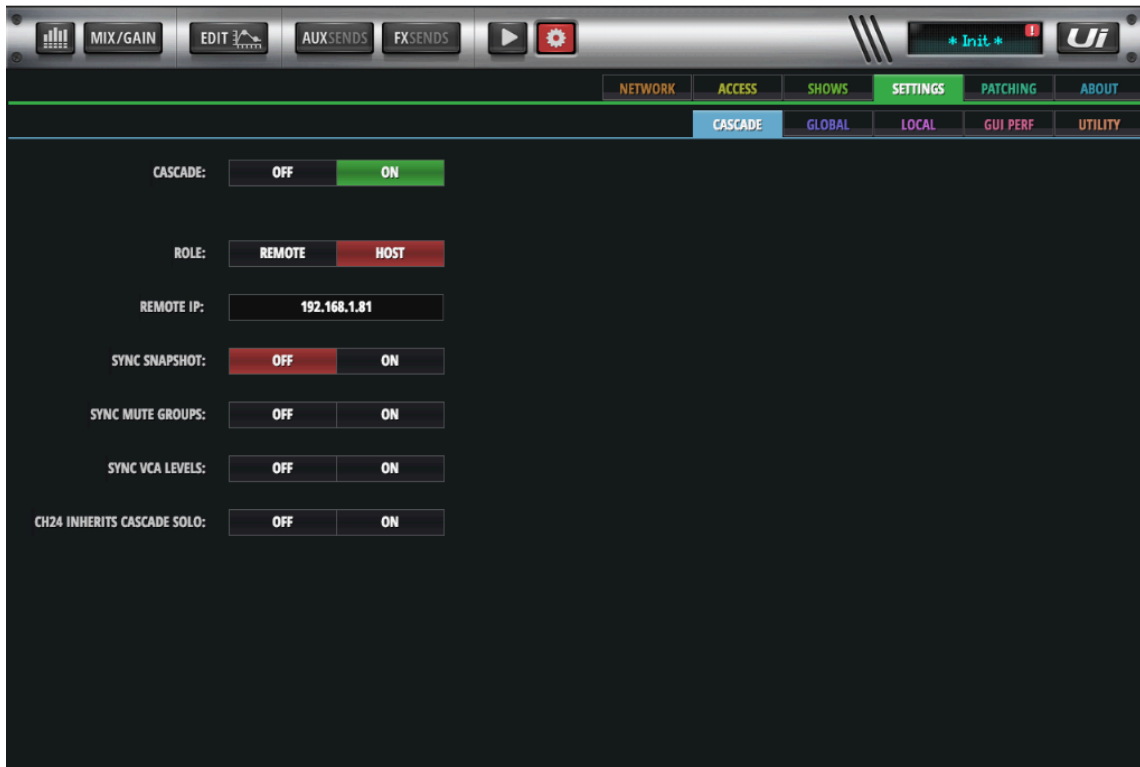 MIX/GAIN EDIT AUXSENDS FXSENDS * Init * ! Ui
NETWORK ACCESS SHOWS SETTINGS PATCHING ABOUT
CASCADE GLOBAL LOCAL GUI PERF UTILITY
CASCADE: OFF ON
ROLE: REMOTE HOST
REMOTE IP: 192.168.1.81
SYNC SNAPSHOT: OFF ON
SYNC MUTE GROUPS: OFF ON
SYNC VCA LEVELS: OFF ON
CH24 INHERITS CASCADE SOLO: OFF ON